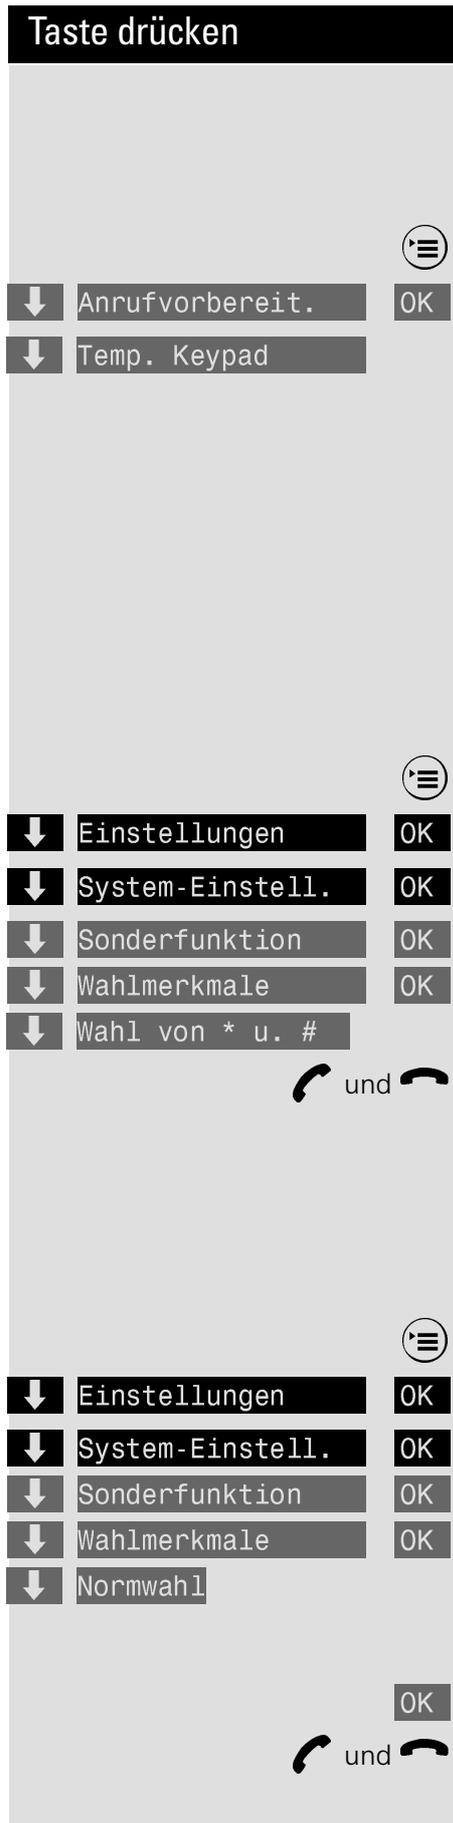 Taste drücken
Anrufvorbereit. OK
Temp. Keypad
Einstellungen OK
System-Einstell. OK
Sonderfunktion OK
Wahlmerkmale OK
Wahl von * u. #
und
Einstellungen OK
System-Einstell. OK
Sonderfunktion OK
Wahlmerkmale OK
Normwahl
OK
und